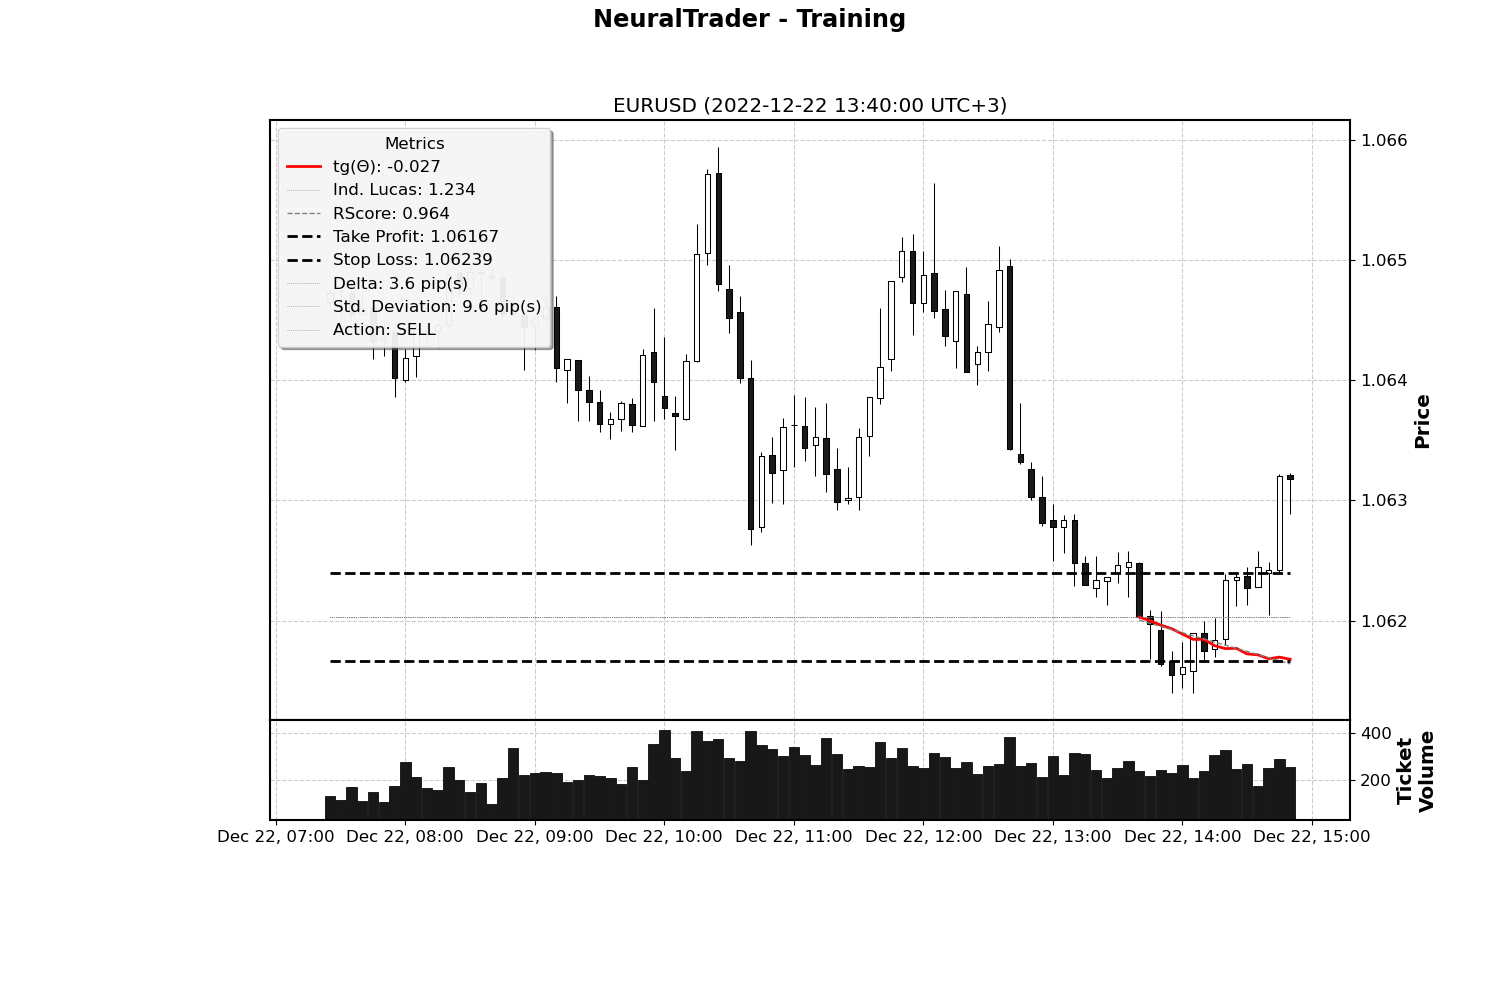 NeuralTrader - Training
EURUSD (2022-12-22 13:40:00 UTC+3)
Metrics
tg(Θ): -0.027
Ind. Lucas: 1.234
RScore: 0.964
Take Profit: 1.06167
Stop Loss: 1.06239
Delta: 3.6 pip(s)
Std. Deviation: 9.6 pip(s)
Action: SELL
1.066
1.065
1.064
1.063
1.062
Price
400
200
Ticket
Volume
Dec 22, 07:00 Dec 22, 08:00 Dec 22, 09:00 Dec 22, 10:00 Dec 22, 11:00 Dec 22, 12:00 Dec 22, 13:00 Dec 22, 14:00 Dec 22, 15:00